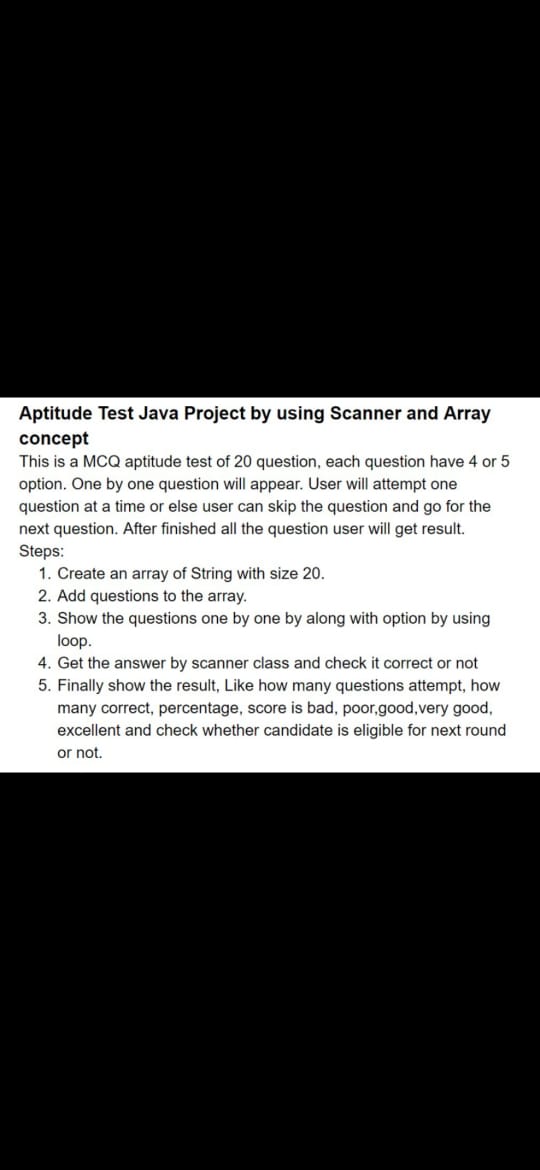 Aptitude Test Java Project by using Scanner and Array
concept
This is a MCQ aptitude test of 20 question, each question have 4 or 5
option. One by one question will appear. User will attempt one
question at a time or else user can skip the question and go for the
next question. After finished all the question user will get result.
Steps:
1. Create an array of String with size 20.
2. Add questions to the array.
3. Show the questions one by one by along with option by using
loop.
4. Get the answer by scanner class and check it correct or not
5. Finally show the result, Like how many questions attempt, how
many correct, percentage, score is bad, poor,good,very good,
excellent and check whether candidate is eligible for next round
or not.